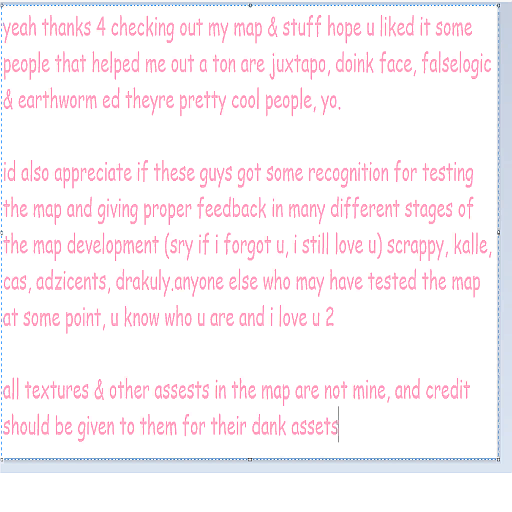 yeah thanks 4 checking out my map & stuff hope u liked it some
people that helped me out a ton are juxtapo, doink face, falselogic
& earthworm ed theyre pretty cool people, yo.
id also appreciate if these guys got some recognition for testing
the map and giving proper feedback in many different stages of
the map development (sry if i forgot u, i still love u) scrappy, kalle,
cas, adzicents, drakuly.anyone else who may have tested the map
at some point, u know who u are and i love u 2
all textures & other assests in the map are not mine, and credit
should be given to them for their dank assets